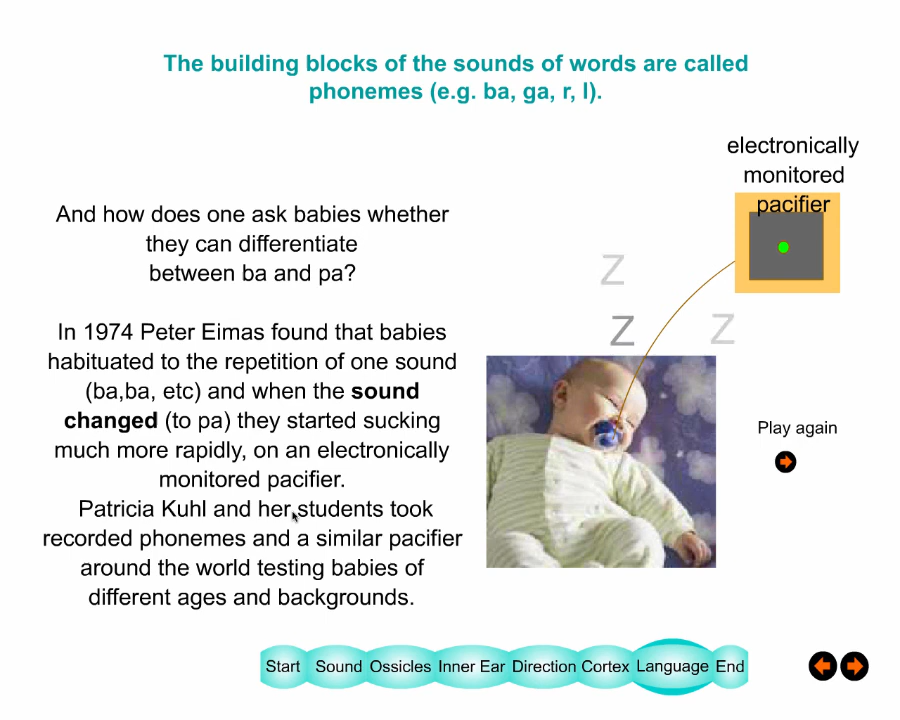 The building blocks of the sounds of words are called
phonemes (e.g. ba, ga, r, l).
electronically
monitored
pacifier
And how does one ask babies whether
they can differentiate
between ba and pa?
In 1974 Peter Eimas found that babies
habituated to the repetition of one sound
(ba,ba, etc) and when the sound
changed (to pa) they started sucking
much more rapidly, on an electronically
monitored pacifier.
Patricia Kuhl and her students took
recorded phonemes and a similar pacifier
around the world testing babies of
different ages and backgrounds.
Z
Z
Z
Play again
Start Sound Ossicles Inner Ear Direction Cortex Language End